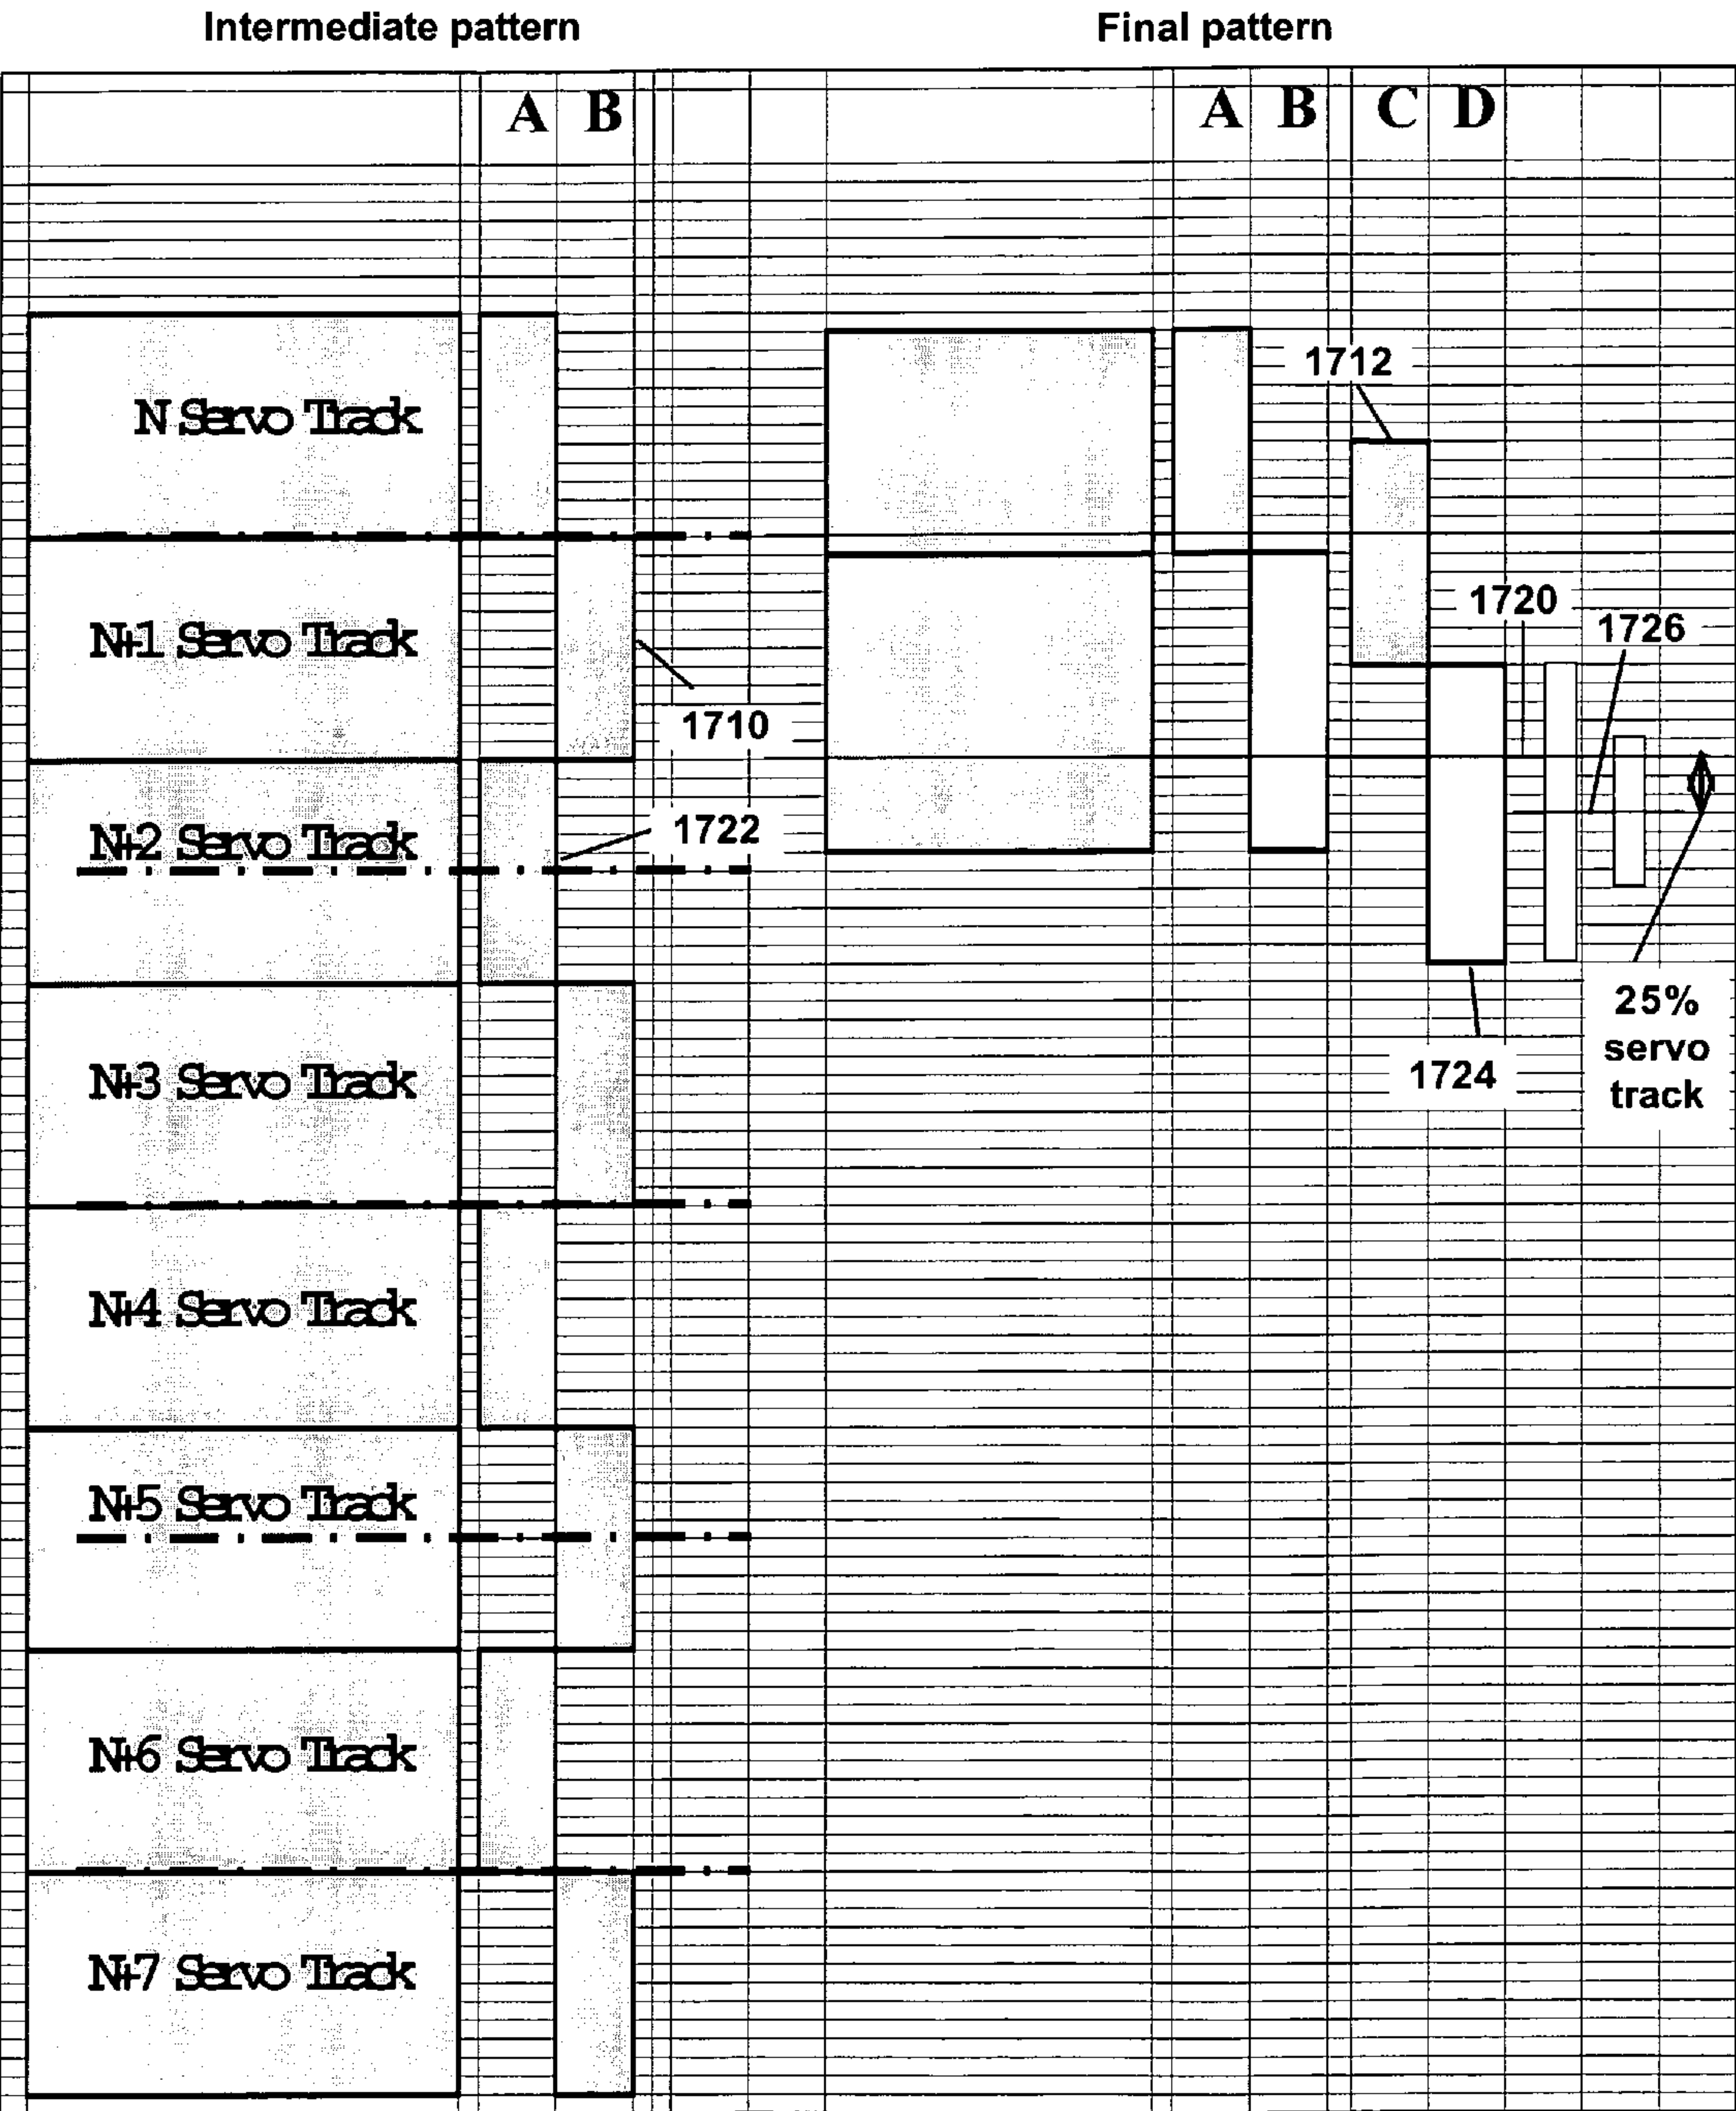 Intermediate pattern
Final pattern
A B
A B C D
N Servo Track
1712
N+1 Servo Track
1720
1726
1710
N+2 Servo Track
1722
25%
servo
track
N+3 Servo Track
1724
N+4 Servo Track
N+5 Servo Track
N+6 Servo Track
N+7 Servo Track